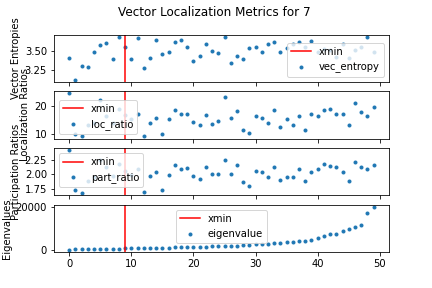 Vector Localization Metrics for 7
Vector Entropies
3.50
3.25
xmin
vec_entropy
Localization Ratios
20
10
xmin
loc_ratio
Participation Ratios
2.25
2.00
1.75
xmin
part_ratio
Eigenvalues
0000
0
xmin
eigenvalue
0
10
20
30
40
50